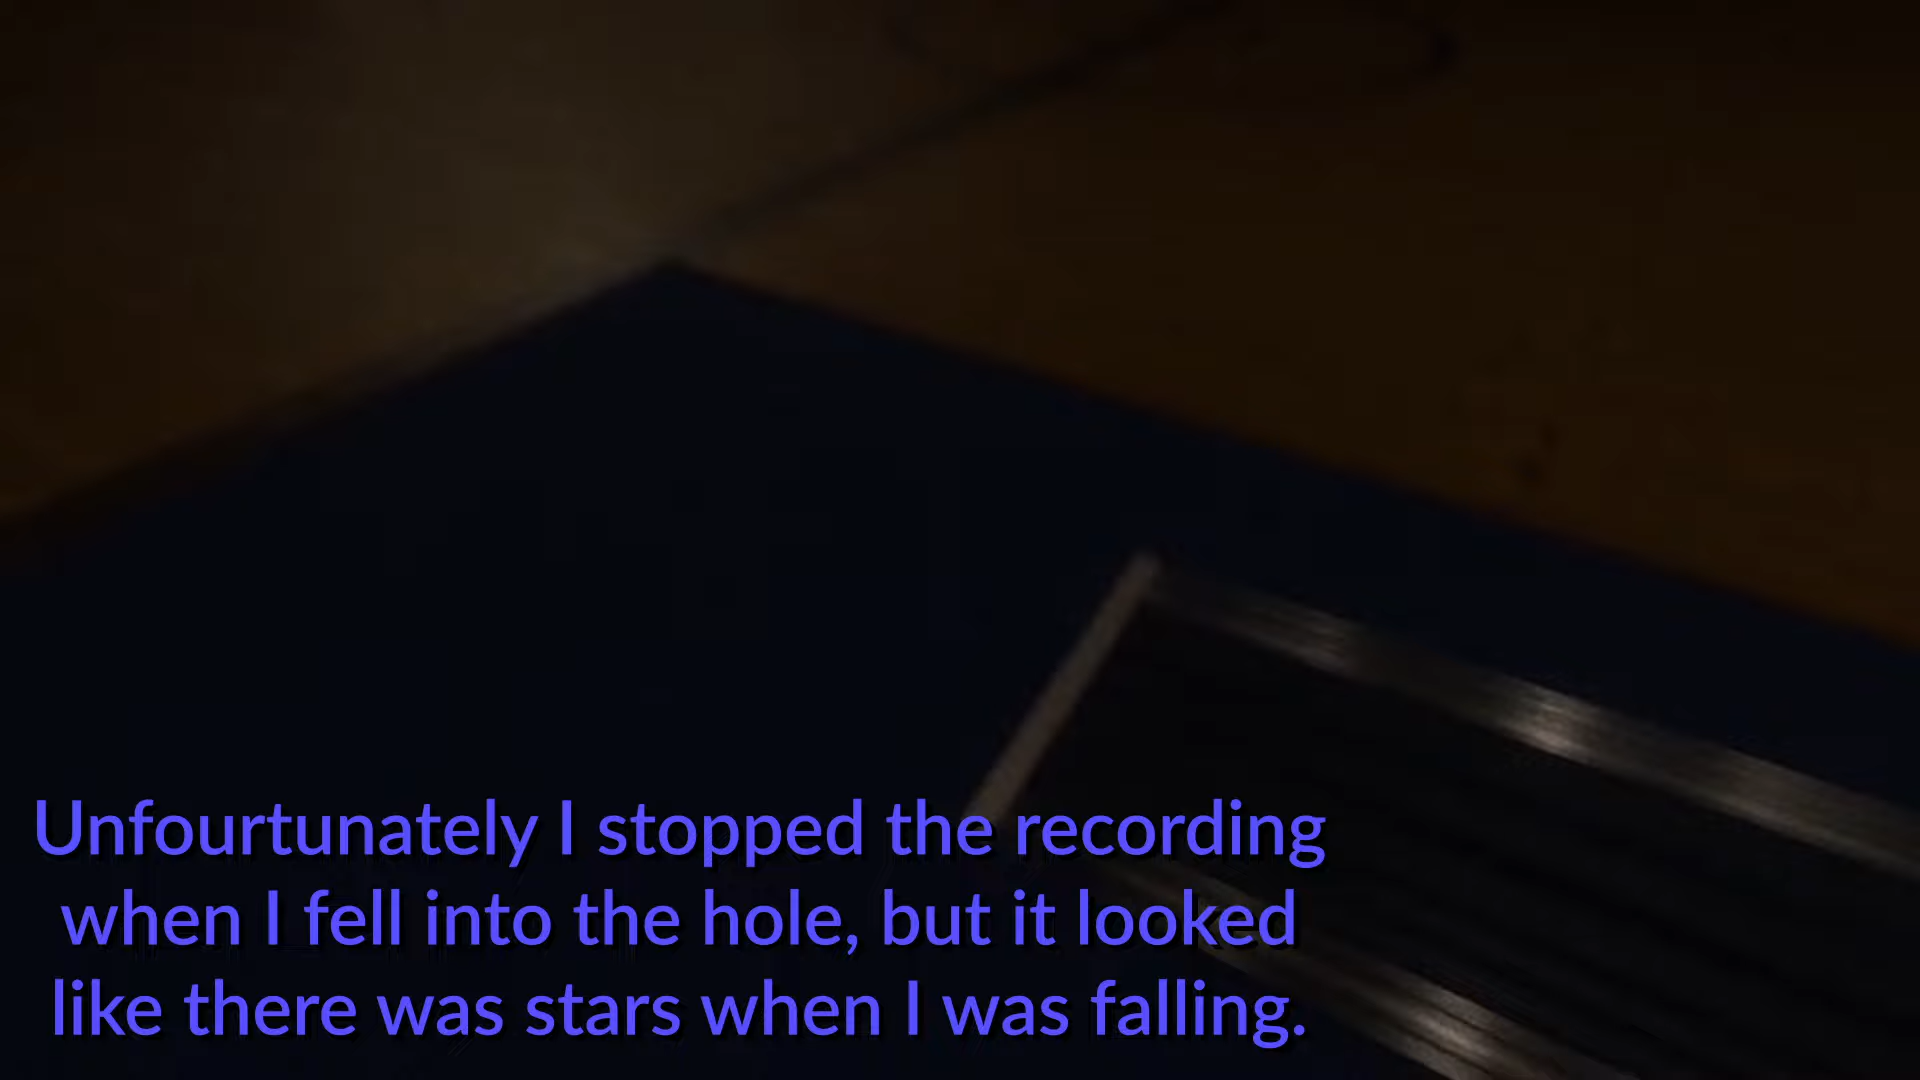 Unfourtunately I stopped the recording
when I fell into the hole, but it looked
like there was stars when I was falling.